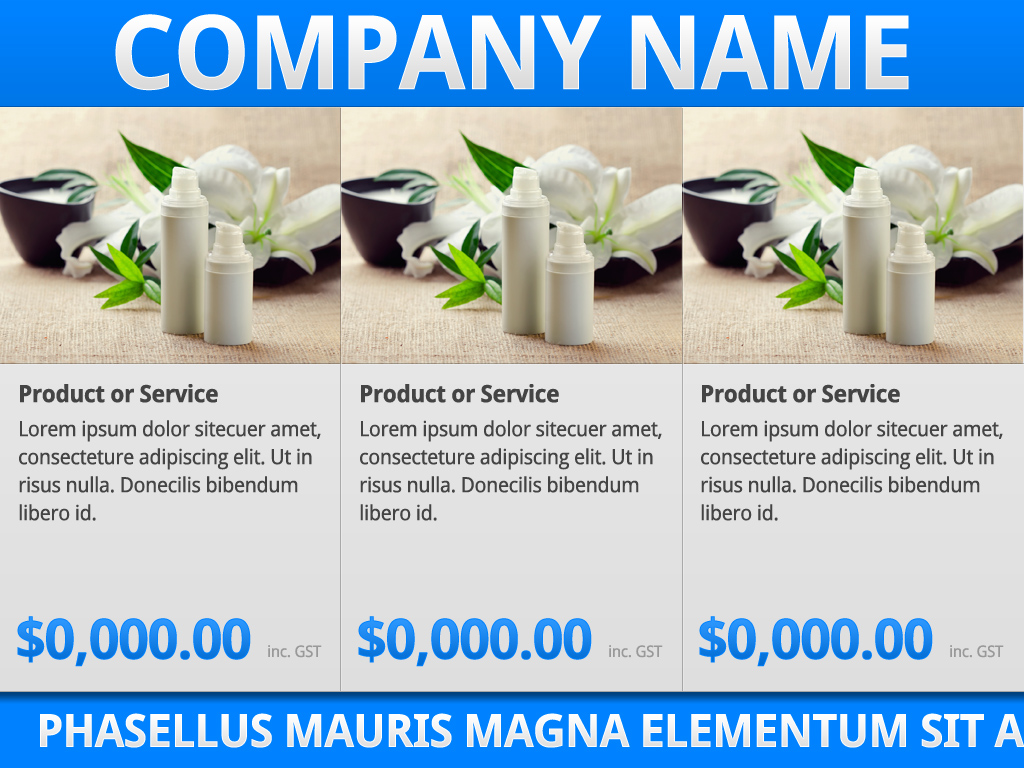 COMPANY NAME
Product or Service
Lorem ipsum dolor sitecuer amet,
consecteture adipiscing elit. Ut in
risus nulla. Donecilis bibendum
libero id.
$0,000.00 inc. GST
Product or Service
Lorem ipsum dolor sitecuer amet,
consecteture adipiscing elit. Ut in
risus nulla. Donecilis bibendum
libero id.
$0,000.00 inc. GST
Product or Service
Lorem ipsum dolor sitecuer amet,
consecteture adipiscing elit. Ut in
risus nulla. Donecilis bibendum
libero id.
$0,000.00 inc. GST
PHASELLUS MAURIS MAGNA ELEMENTUM SIT A